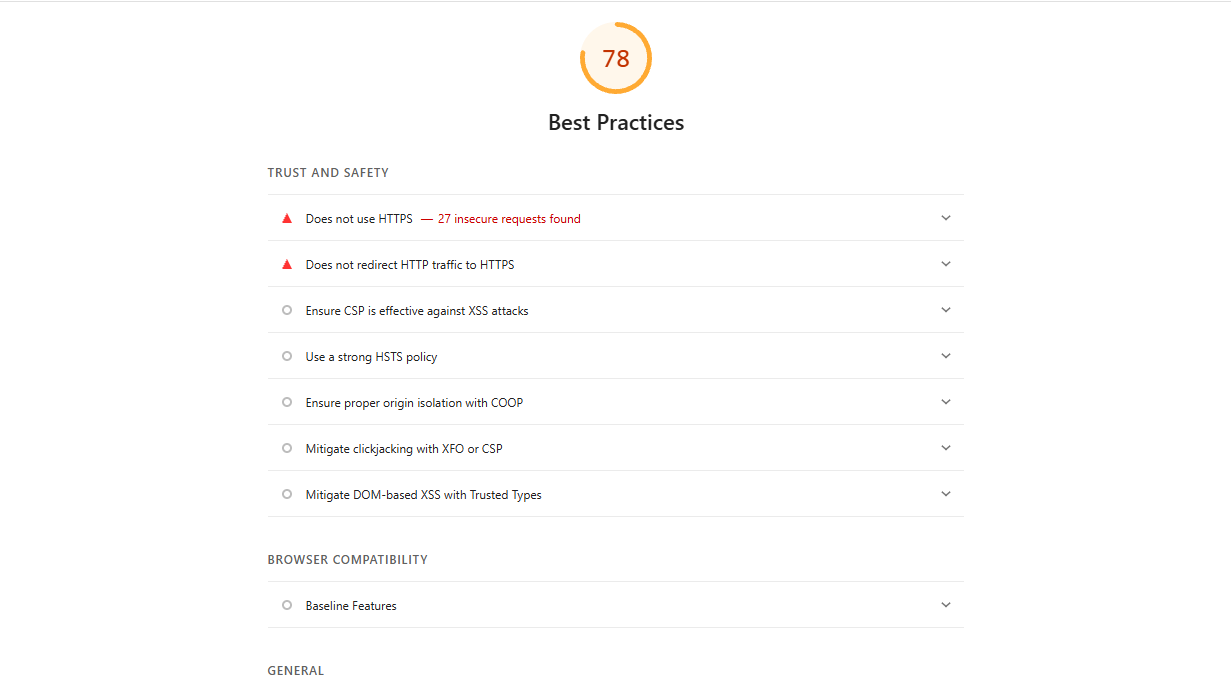 78
Best Practices
TRUST AND SAFETY
Does not use HTTPS — 27 insecure requests found
Does not redirect HTTP traffic to HTTPS
Ensure CSP is effective against XSS attacks
Use a strong HSTS policy
Ensure proper origin isolation with COOP
Mitigate clickjacking with XFO or CSP
Mitigate DOM-based XSS with Trusted Types
BROWSER COMPATIBILITY
Baseline Features
GENERAL